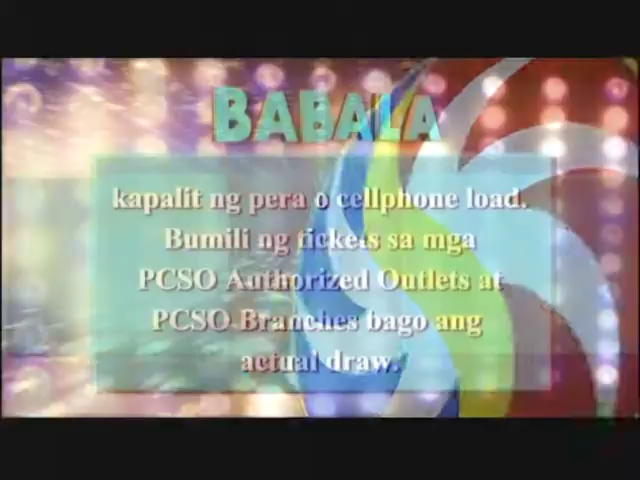 BABALA
kapalit ng pera o cellphone load.
Bumili ng tickets sa mga
PCSO Authorized Outlets at
PCSO Branches bago ang
actual draw.